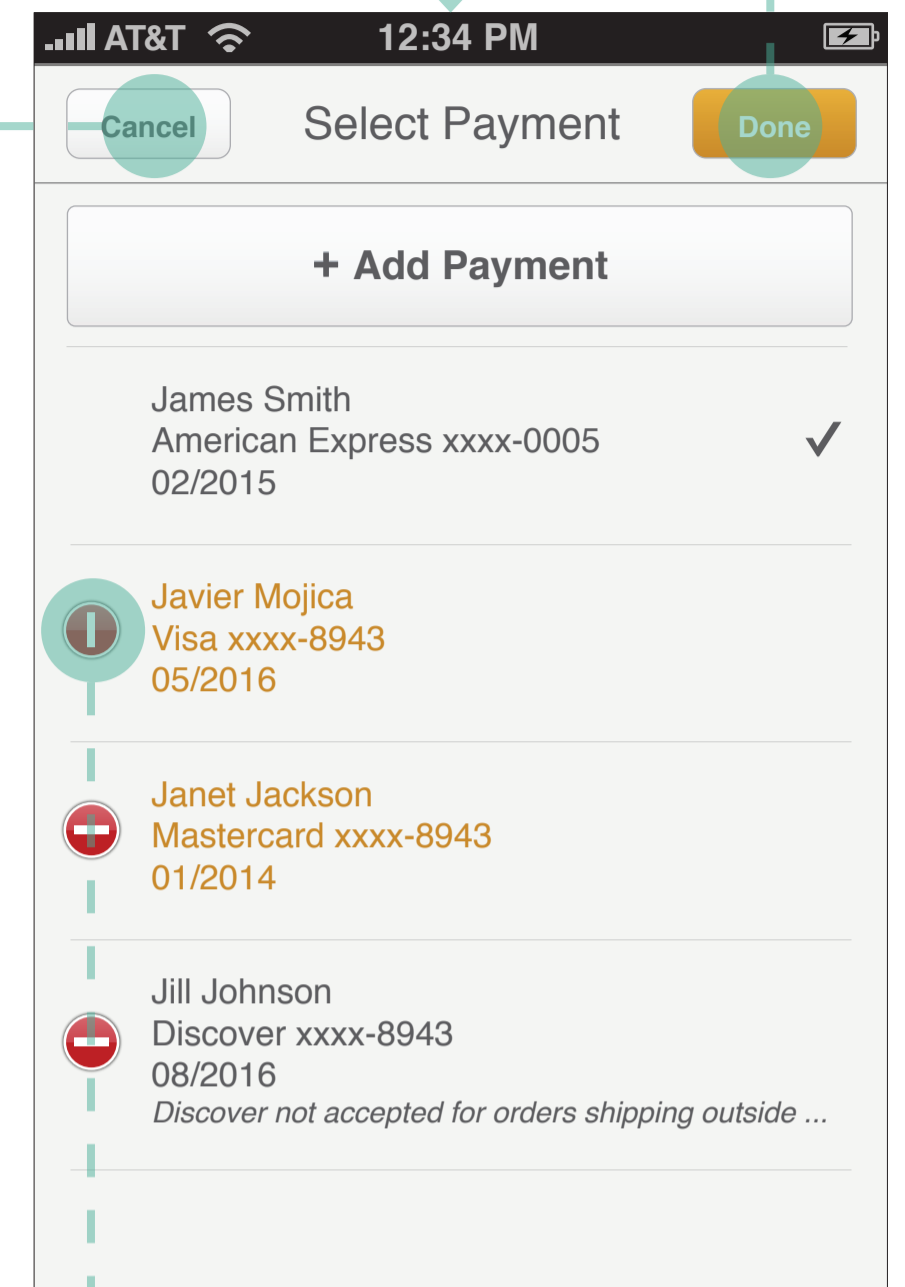 AT&T 12:34 PM
Cancel Select Payment Done
+ Add Payment
James Smith
American Express xxxx-0005
02/2015
Javier Mojica
Visa xxxx-8943
05/2016
Janet Jackson
Mastercard xxxx-8943
01/2014
Jill Johnson
Discover xxxx-8943
08/2016
Discover not accepted for orders shipping outside ...